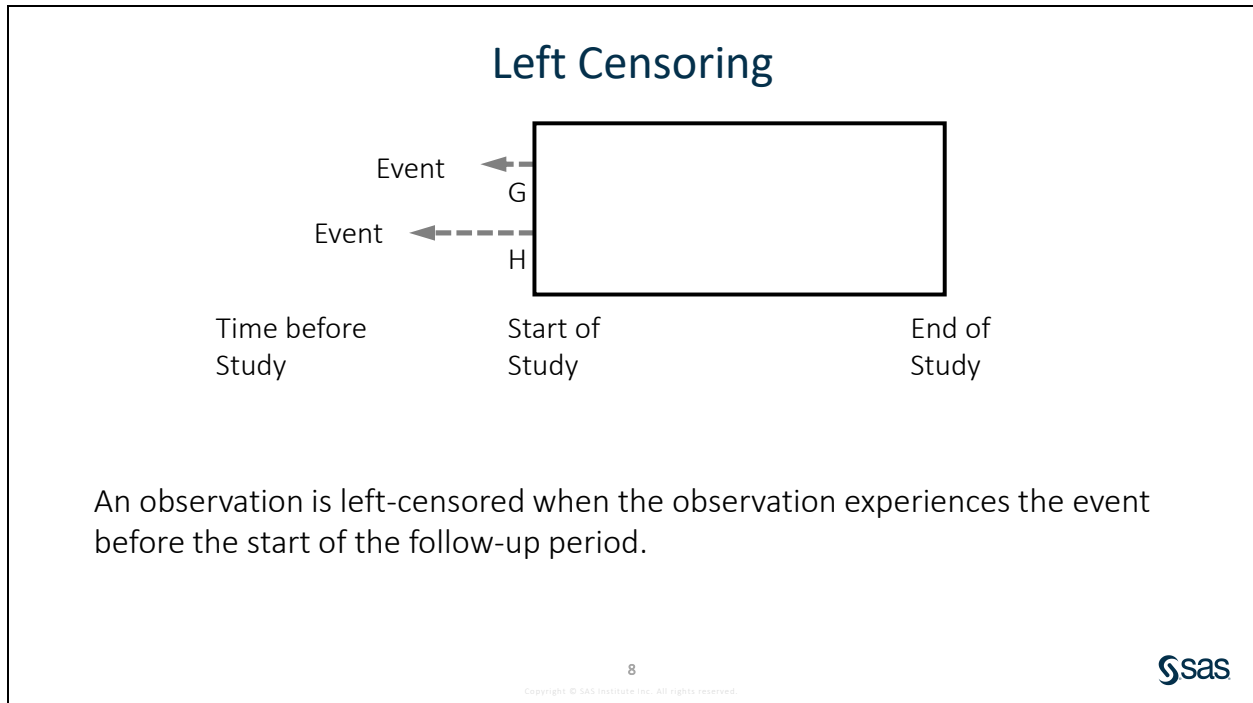 Left Censoring
Event
G
Event
H
Time before
Study
Start of
Study
End of
Study
An observation is left-censored when the observation experiences the event
before the start of the follow-up period.
8
Copyright © SAS Institute Inc. All rights reserved.
sas